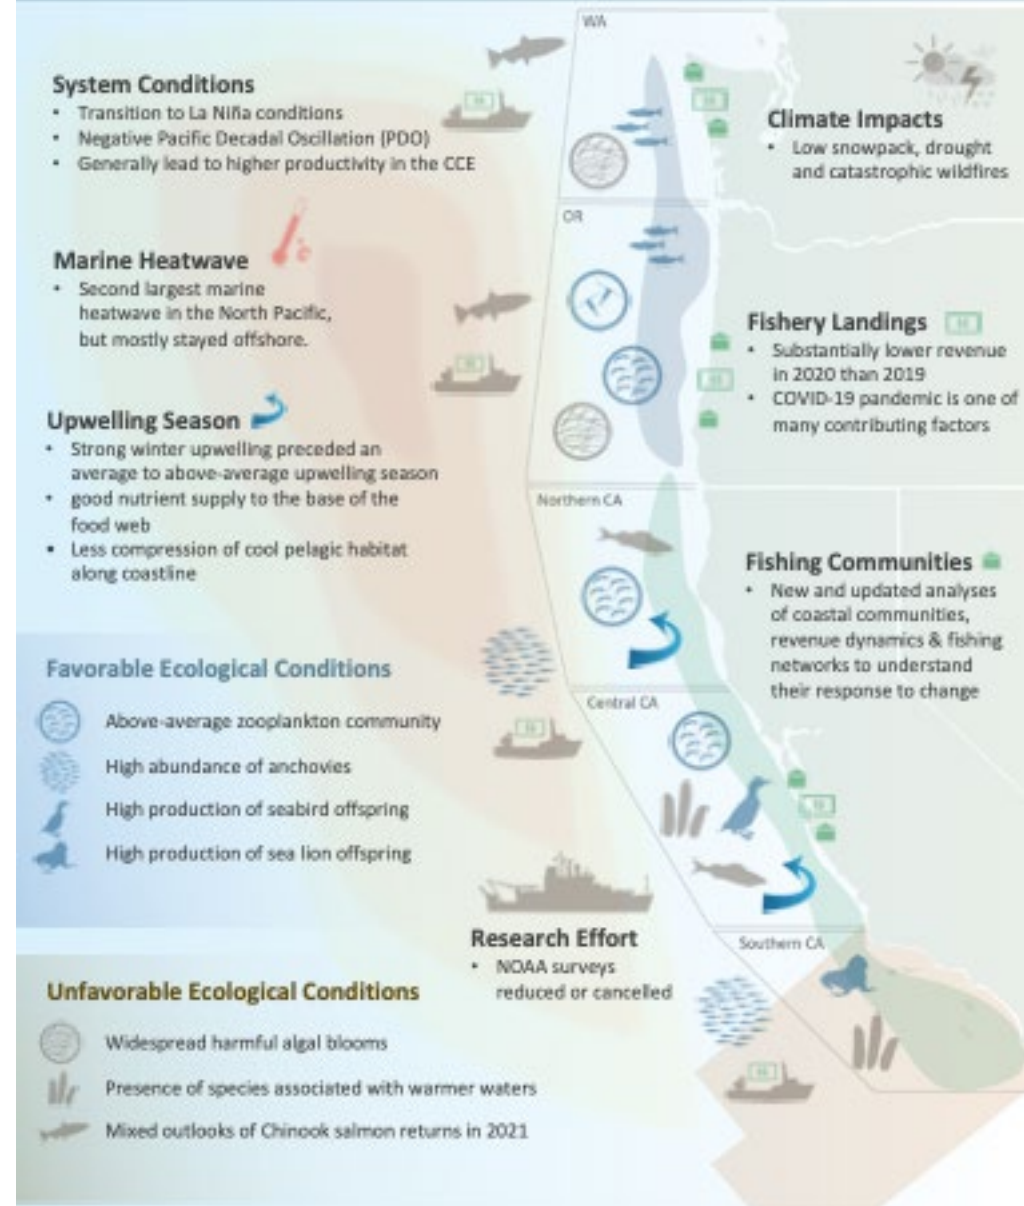 WA
System Conditions
• Transition to La Niña conditions
• Negative Pacific Decadal Oscillation (PDO)
• Generally lead to higher productivity in the CCE
Climate Impacts
• Low snowpack, drought
and catastrophic wildfires
OR
Marine Heatwave
• Second largest marine
heatwave in the North Pacific,
but mostly stayed offshore.
Fishery Landings
• Substantially lower revenue
in 2020 than 2019
• COVID-19 pandemic is one of
many contributing factors
Upwelling Season
• Strong winter upwelling preceded an
average to above-average upwelling season
• good nutrient supply to the base of the
food web
• Less compression of cool pelagic habitat
along coastline
Northern CA
Fishing Communities
• New and updated analyses
of coastal communities,
revenue dynamics & fishing
networks to understand
their response to change
Favorable Ecological Conditions
Above-average zooplankton community
High abundance of anchovies
High production of seabird offspring
High production of sea lion offspring
Central CA
Research Effort
• NOAA surveys
reduced or cancelled
Southern CA
Unfavorable Ecological Conditions
Widespread harmful algal blooms
Presence of species associated with warmer waters
Mixed outlooks of Chinook salmon returns in 2021